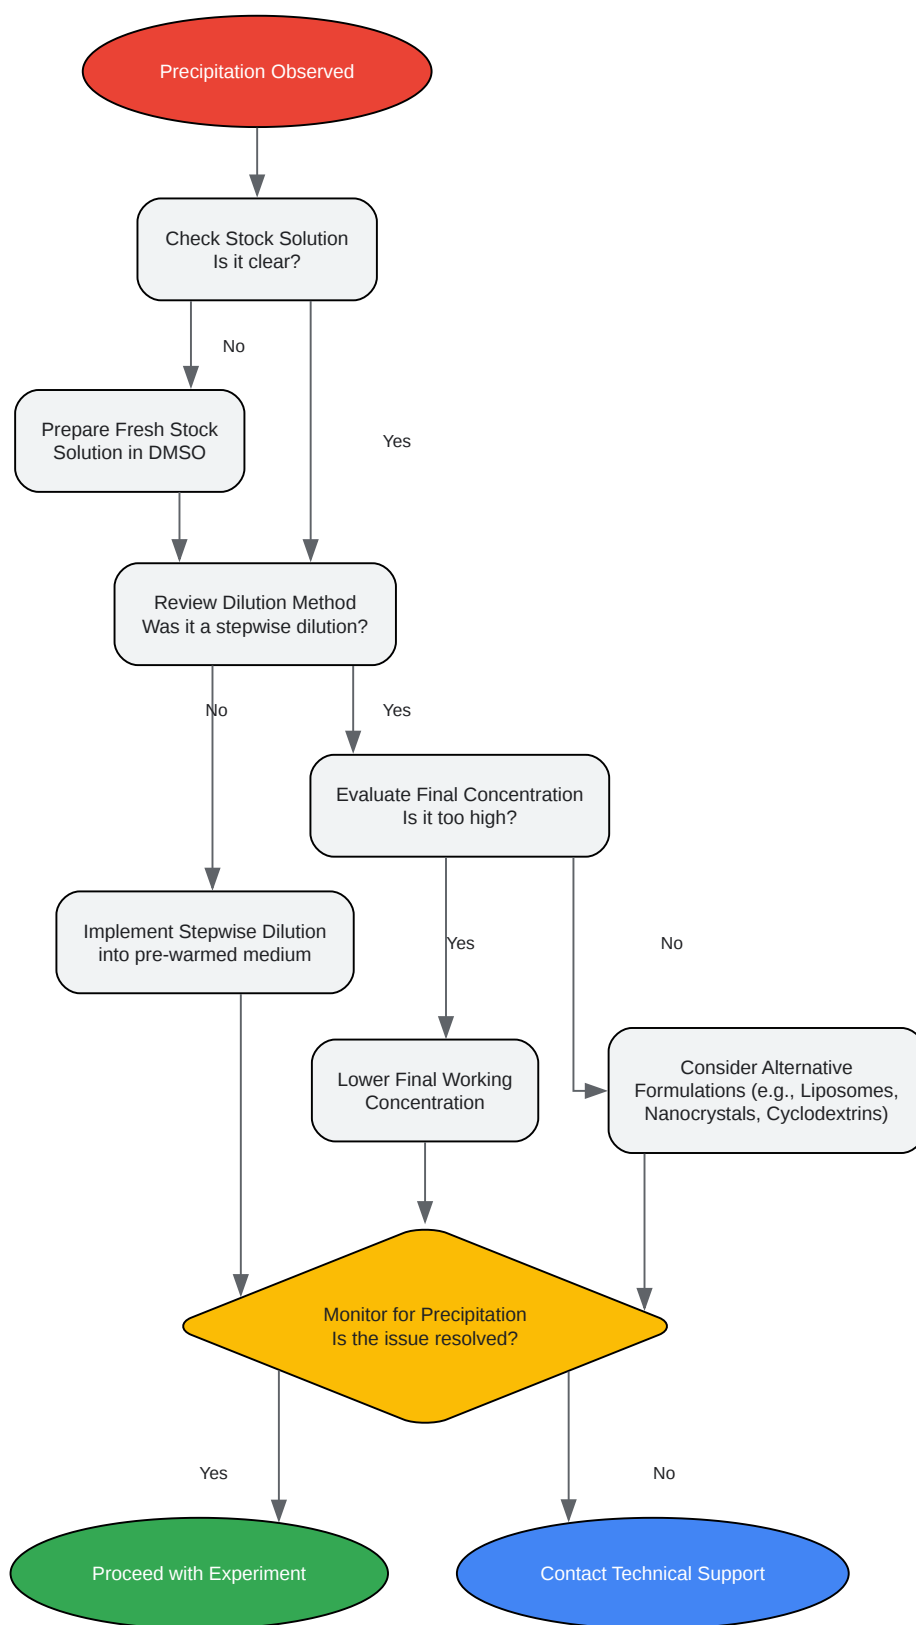 Precipitation Observed
Check Stock Solution
Is it clear?
No
Prepare Fresh Stock
Solution in DMSO
Yes
Review Dilution Method
Was it a stepwise dilution?
No
Yes
Evaluate Final Concentration
Is it too high?
Implement Stepwise Dilution
into pre-warmed medium
Yes
No
Lower Final Working
Concentration
Consider Alternative
Formulations (e.g., Liposomes,
Nanocrystals, Cyclodextrins)
Monitor for Precipitation
Is the issue resolved?
Yes
No
Proceed with Experiment
Contact Technical Support